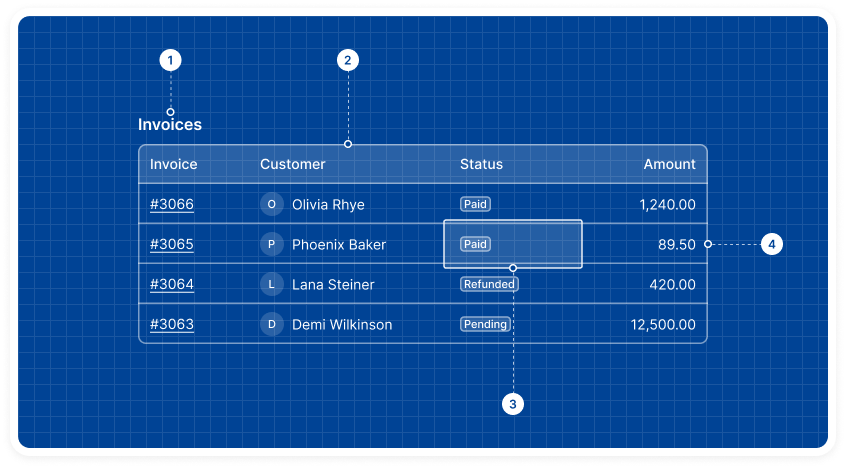 1 2
Invoices
Invoice Customer Status Amount
#3066 O Olivia Rhye Paid 1,240.00
#3065 P Phoenix Baker Paid 89.50 4
#3064 L Lana Steiner Refunded 420.00
#3063 D Demi Wilkinson Pending 12,500.00
3